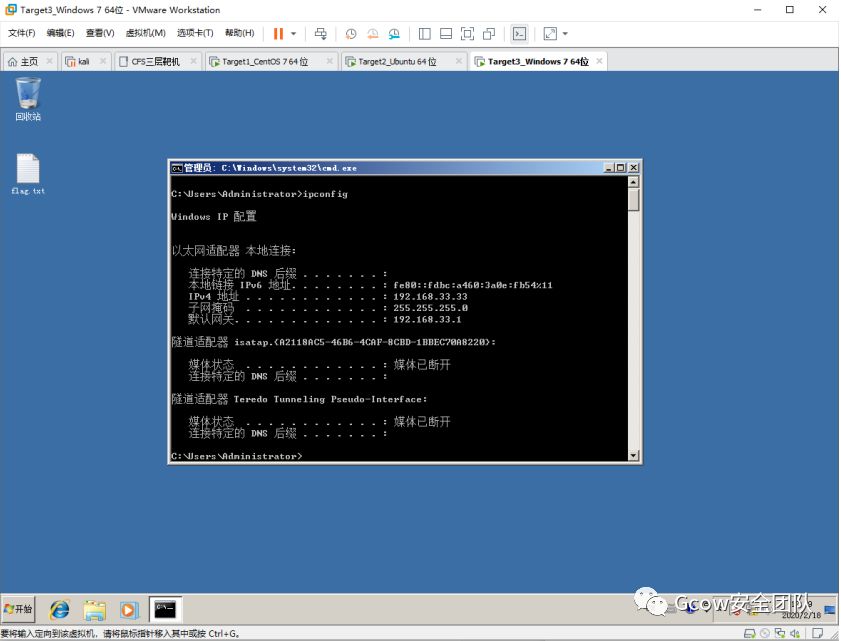 Target3_Windows 7 64位 - VMware Workstation
文件(F) 编辑(E) 查看(V) 虚拟机(M) 选项卡(T) 帮助(H)
主页 kali CFS三层靶机 Target1_CentOS 7 64 位 Target2_Ubuntu 64 位 Target3_Windows 7 64位
回收站
flag.txt
管理员: C:\Windows\system32\cmd.exe
C:\Users\Administrator>ipconfig
Windows IP 配置
以太网适配器 本地连接:
连接特定的 DNS 后缀 . . . . . . . :
本地链接 IPv6 地址. . . . . . . . : fe80::fdbc:a460:3a0e:fb54%11
IPv4 地址 . . . . . . . . . . . . : 192.168.33.33
子网掩码 . . . . . . . . . . . . : 255.255.255.0
默认网关. . . . . . . . . . . . . : 192.168.33.1
隧道适配器 isatap.{A2118AC5-46B6-4CAF-8CBD-1BBEC70A8220}:
媒体状态 . . . . . . . . . . . . : 媒体已断开
连接特定的 DNS 后缀 . . . . . . . :
隧道适配器 Teredo Tunneling Pseudo-Interface:
媒体状态 . . . . . . . . . . . . : 媒体已断开
连接特定的 DNS 后缀 . . . . . . . :
C:\Users\Administrator>
开始
Gcow安全团队
2020/2/18
要将输入定向到该虚拟机，请将鼠标指针移入其中或按 Ctrl+G。